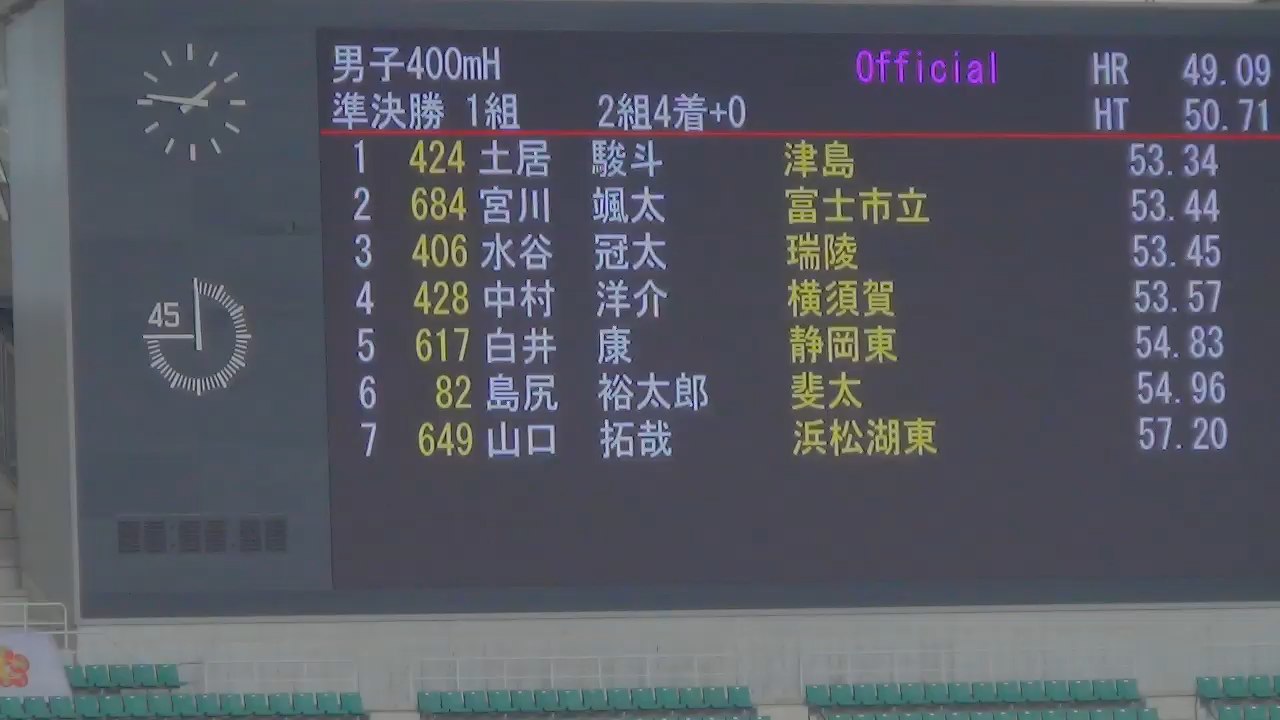 男子400mH Official HR 49.09
準決勝 1組 2組4着+0 HT 50.71
1 424 土居 駿斗 津島 53.34
2 684 宮川 颯太 富士市立 53.44
3 406 水谷 冠太 瑞陵 53.45
4 428 中村 洋介 横須賀 53.57
5 617 白井 康 静岡東 54.83
6 82 島尻 裕太郎 斐太 54.96
7 649 山口 拓哉 浜松湖東 57.20
45